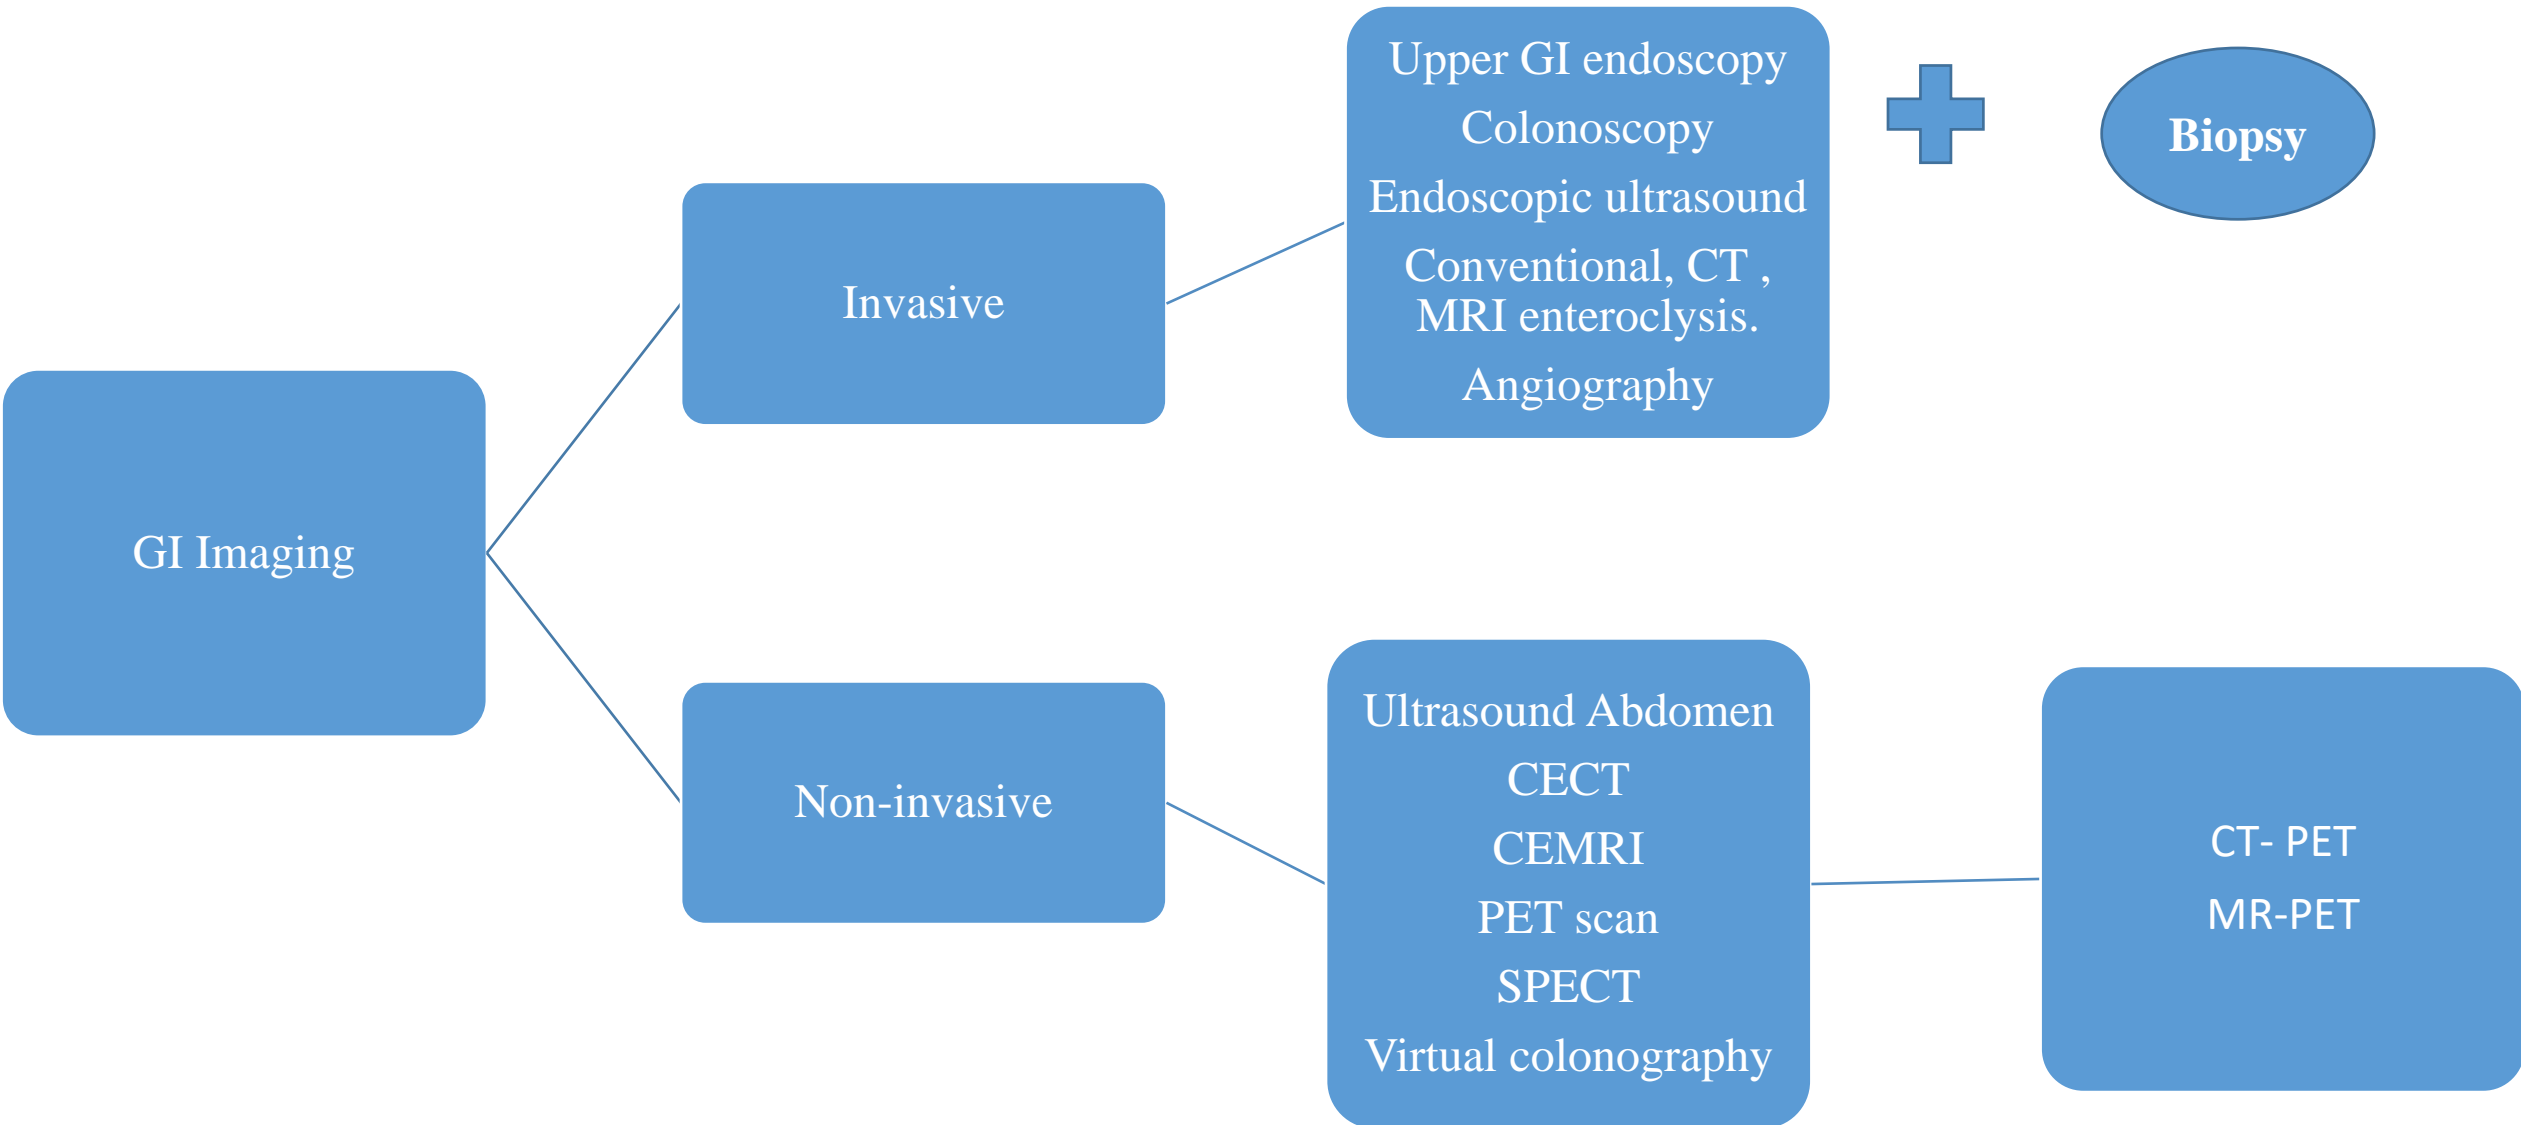 GI Imaging
Invasive
Upper GI endoscopy
Colonoscopy
Endoscopic ultrasound
Conventional, CT ,
MRI enteroclysis.
Angiography
Biopsy
Non-invasive
Ultrasound Abdomen
CECT
CEMRI
PET scan
SPECT
Virtual colonography
CT- PET
MR-PET